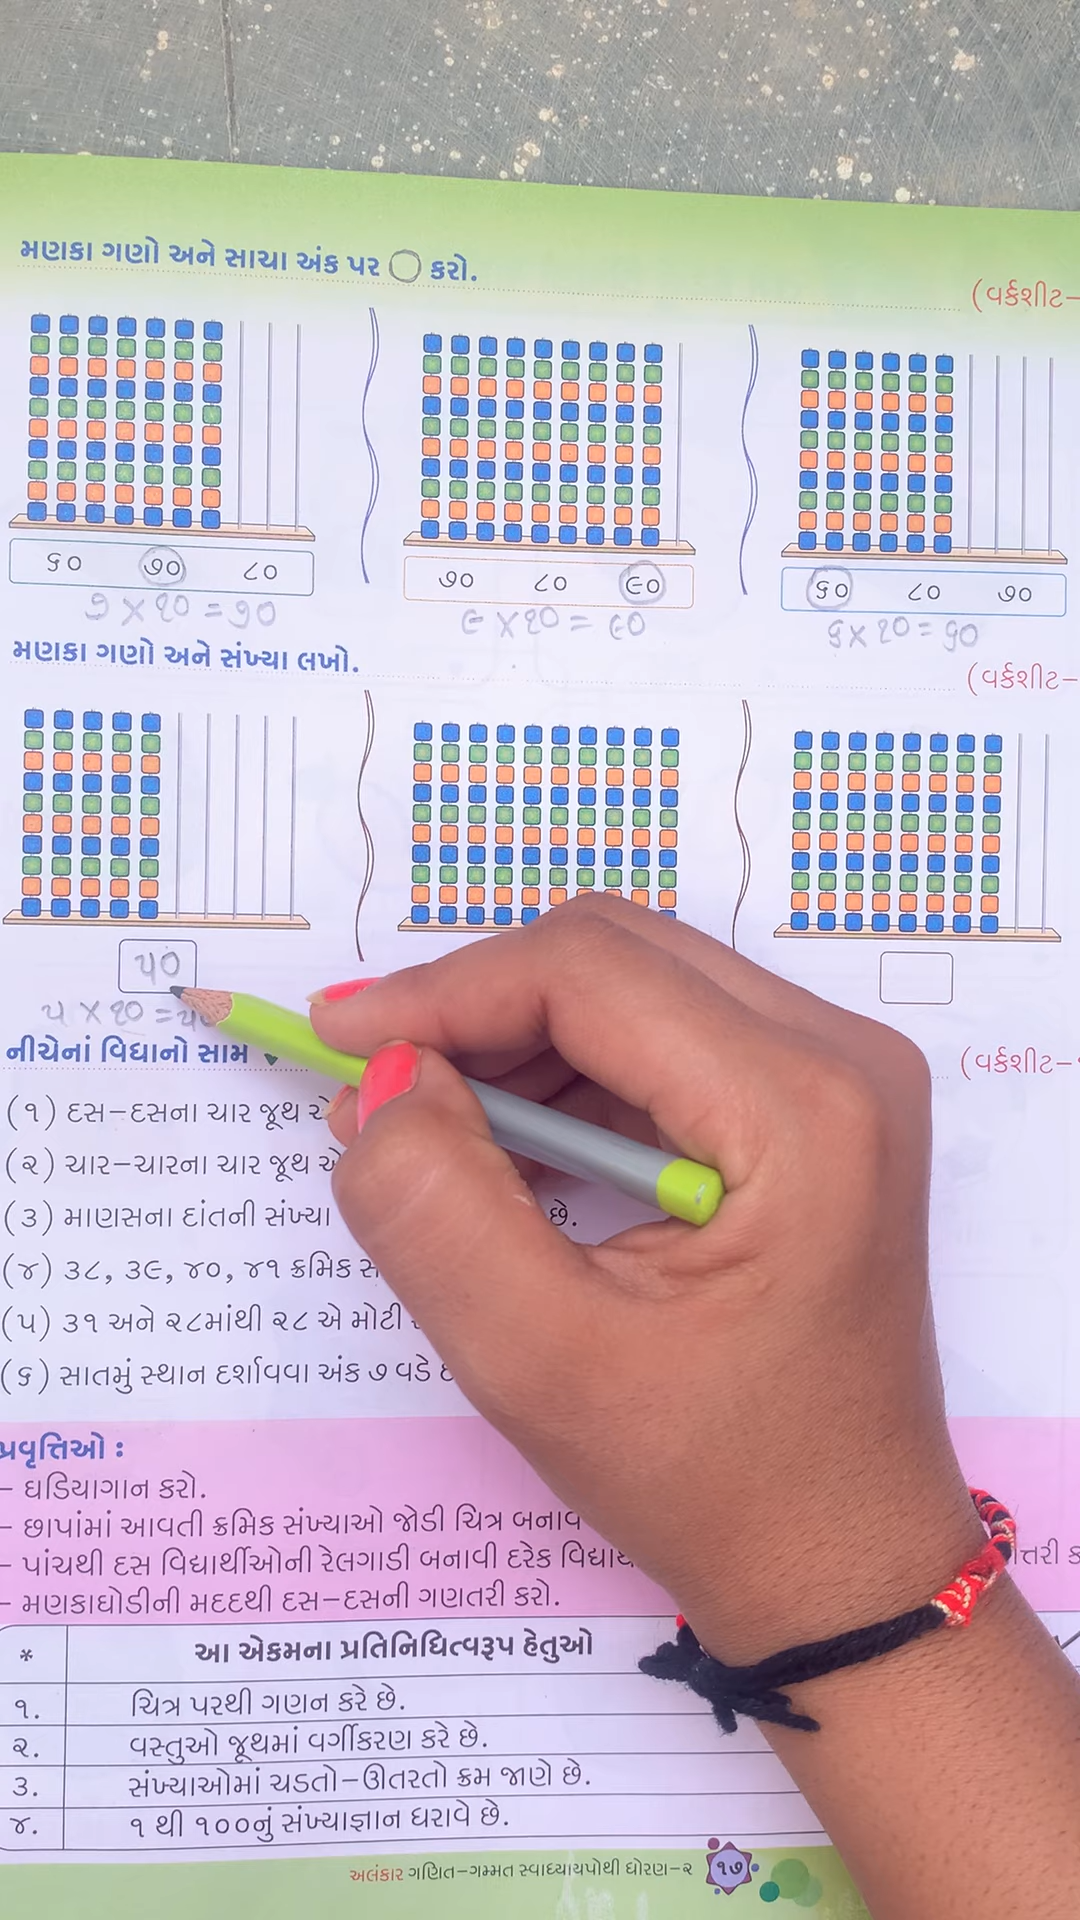 મણકા ગણો અને સાચા અંક પર ○ કરો.
(વર્કશીટ-
૬૦ ૭૦ ૮૦
૭૦ ૮૦ ૯૦
૬૦ ૮૦ ૭૦
૭ X ૧૦ = ૭૦
૯ X ૧૦ = ૯૦
૬ X ૧૦ = ૬૦
મણકા ગણો અને સંખ્યા લખો.
(વર્કશીટ-
૫૦
૫ X ૧૦ =
નીચેનાં વિધાનો સામે
(વર્કશીટ-
(૧) દસ-દસના ચાર જૂથ
(૨) ચાર-ચારના ચાર જૂથ
(૩) માણસના દાંતની સંખ્યા છે.
(૪) ૩૮, ૩૯, ૪૦, ૪૧ ક્રમિક
(૫) ૩૧ અને ૨૮માંથી ૨૮ એ મોટી
(૬) સાતમું સ્થાન દર્શાવવા અંક ૭ વડે
પ્રવૃત્તિઓ :
- ઘડિયાગાન કરો.
- છાપાંમાં આવતી ક્રમિક સંખ્યાઓ જોડી ચિત્ર બનાવ
- પાંચથી દસ વિદ્યાર્થીઓની રેલગાડી બનાવી દરેક
- મણકાઘોડીની મદદથી દસ-દસની ગણતરી કરો.
* આ એકમના પ્રતિનિધિત્વરૂપ હેતુઓ
૧. ચિત્ર પરથી ગણન કરે છે.
૨. વસ્તુઓ જૂથમાં વર્ગીકરણ કરે છે.
૩. સંખ્યાઓમાં ચડતો-ઊતરતો ક્રમ જાણે છે.
૪. ૧ થી ૧૦૦નું સંખ્યાજ્ઞાન ધરાવે છે.
અલંકાર ગણિત-ગમ્મત સ્વાધ્યાયપોથી ધોરણ-૨ ૧૭